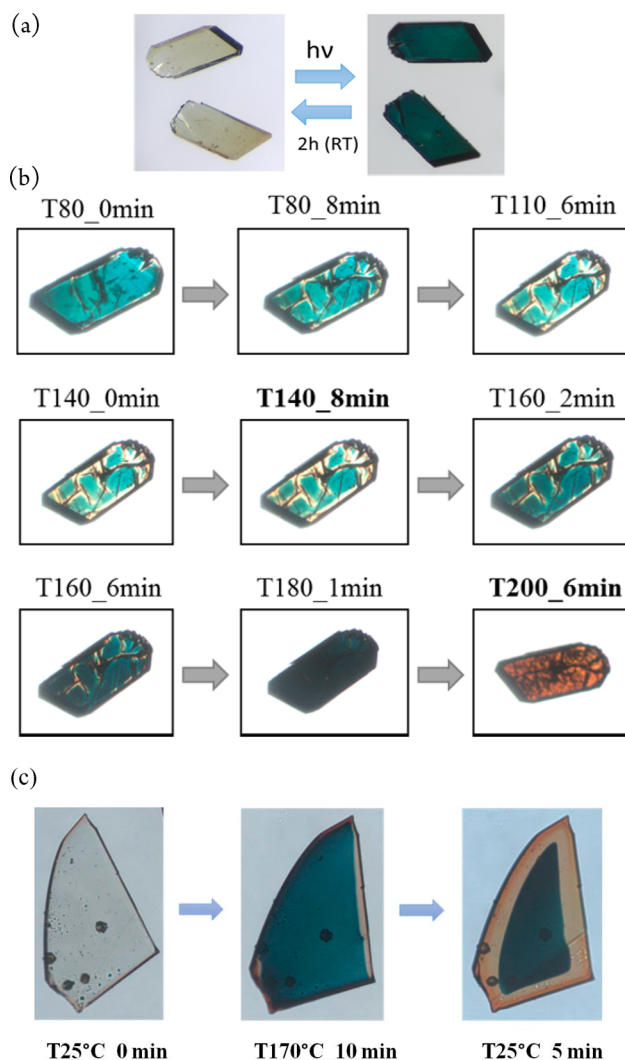 (a)
hν
2h (RT)
(b)
T80_0min T80_8min T110_6min
T140_0min T140_8min T160_2min
T160_6min T180_1min T200_6min
(c)
T25°C 0 min T170°C 10 min T25°C 5 min